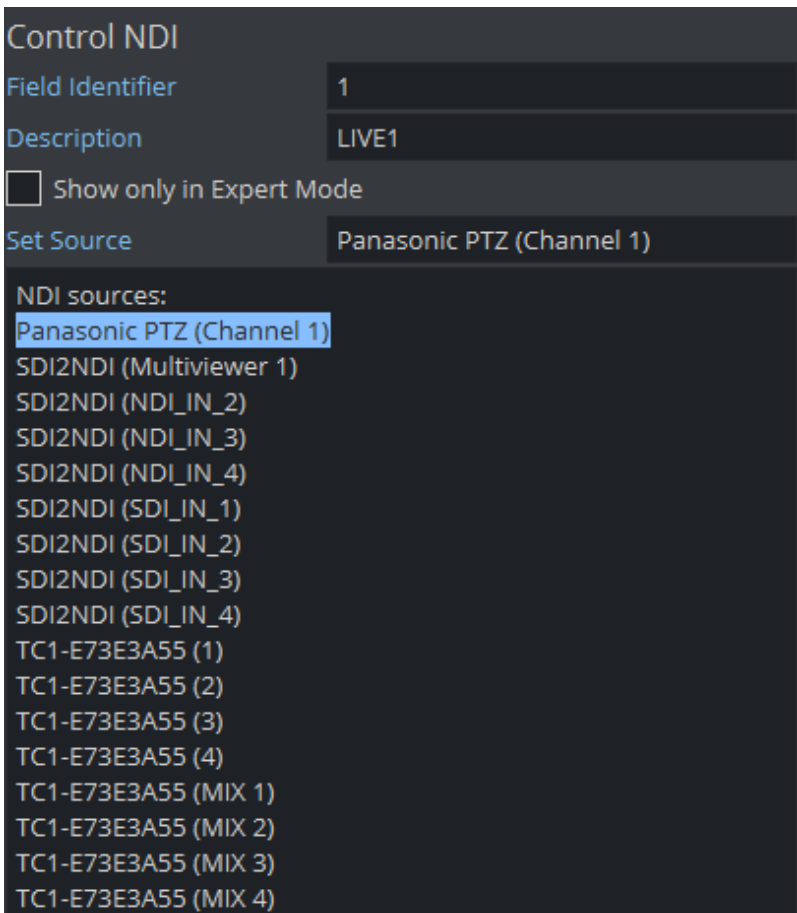 Control NDI
Field Identifier 1
Description LIVE1
Show only in Expert Mode
Set Source Panasonic PTZ (Channel 1)
NDI sources:
Panasonic PTZ (Channel 1)
SDI2NDI (Multiviewer 1)
SDI2NDI (NDI_IN_2)
SDI2NDI (NDI_IN_3)
SDI2NDI (NDI_IN_4)
SDI2NDI (SDI_IN_1)
SDI2NDI (SDI_IN_2)
SDI2NDI (SDI_IN_3)
SDI2NDI (SDI_IN_4)
TC1-E73E3A55 (1)
TC1-E73E3A55 (2)
TC1-E73E3A55 (3)
TC1-E73E3A55 (4)
TC1-E73E3A55 (MIX 1)
TC1-E73E3A55 (MIX 2)
TC1-E73E3A55 (MIX 3)
TC1-E73E3A55 (MIX 4)